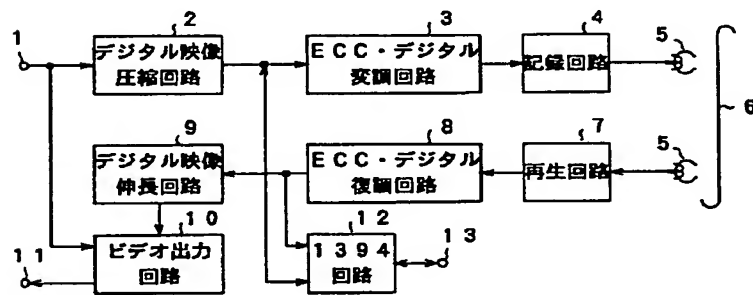 1
2
デジタル映像
圧縮回路
3
ECC・デジタル
変調回路
4
記録回路
5
6
9
デジタル映像
伸長回路
8
ECC・デジタル
復調回路
7
再生回路
5
10
ビデオ出力
回路
11
12
1394
回路
13